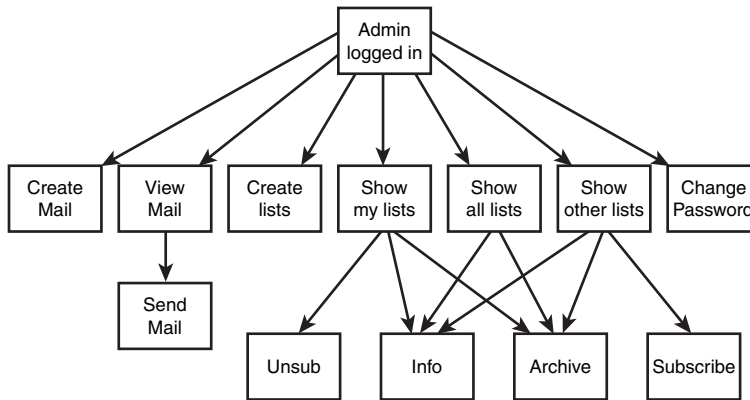 Admin
logged in
Create
Mail
View
Mail
Create
lists
Show
my lists
Show
all lists
Show
other lists
Change
Password
Send
Mail
Unsub
Info
Archive
Subscribe